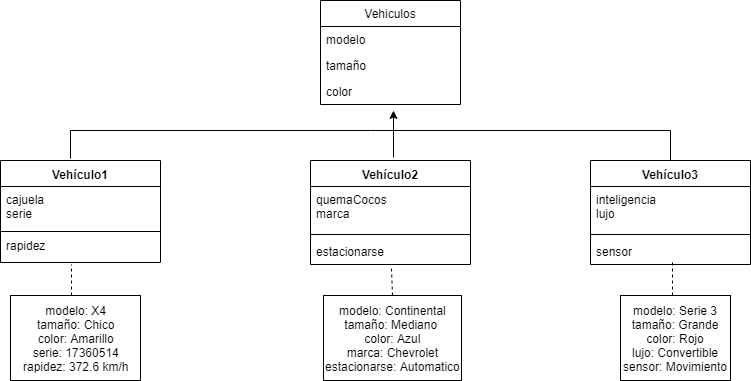 Vehiculos
modelo
tamaño
color
Vehículo1
cajuela
serie
rapidez
Vehículo2
quemaCocos
marca
estacionarse
Vehículo3
inteligencia
lujo
sensor
modelo: X4
tamaño: Chico
color: Amarillo
serie: 17360514
rapidez: 372.6 km/h
modelo: Continental
tamaño: Mediano
color: Azul
marca: Chevrolet
estacionarse: Automatico
modelo: Serie 3
tamaño: Grande
color: Rojo
lujo: Convertible
sensor: Movimiento